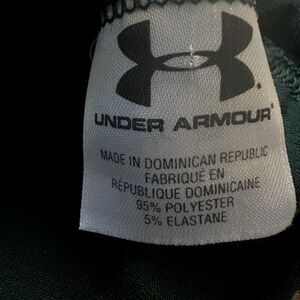 UNDER ARMOUR
MADE IN DOMINICAN REPUBLIC
FABRIQUÉ EN
RÉPUBLIQUE DOMINICAINE
95% POLYESTER
5% ELASTANE